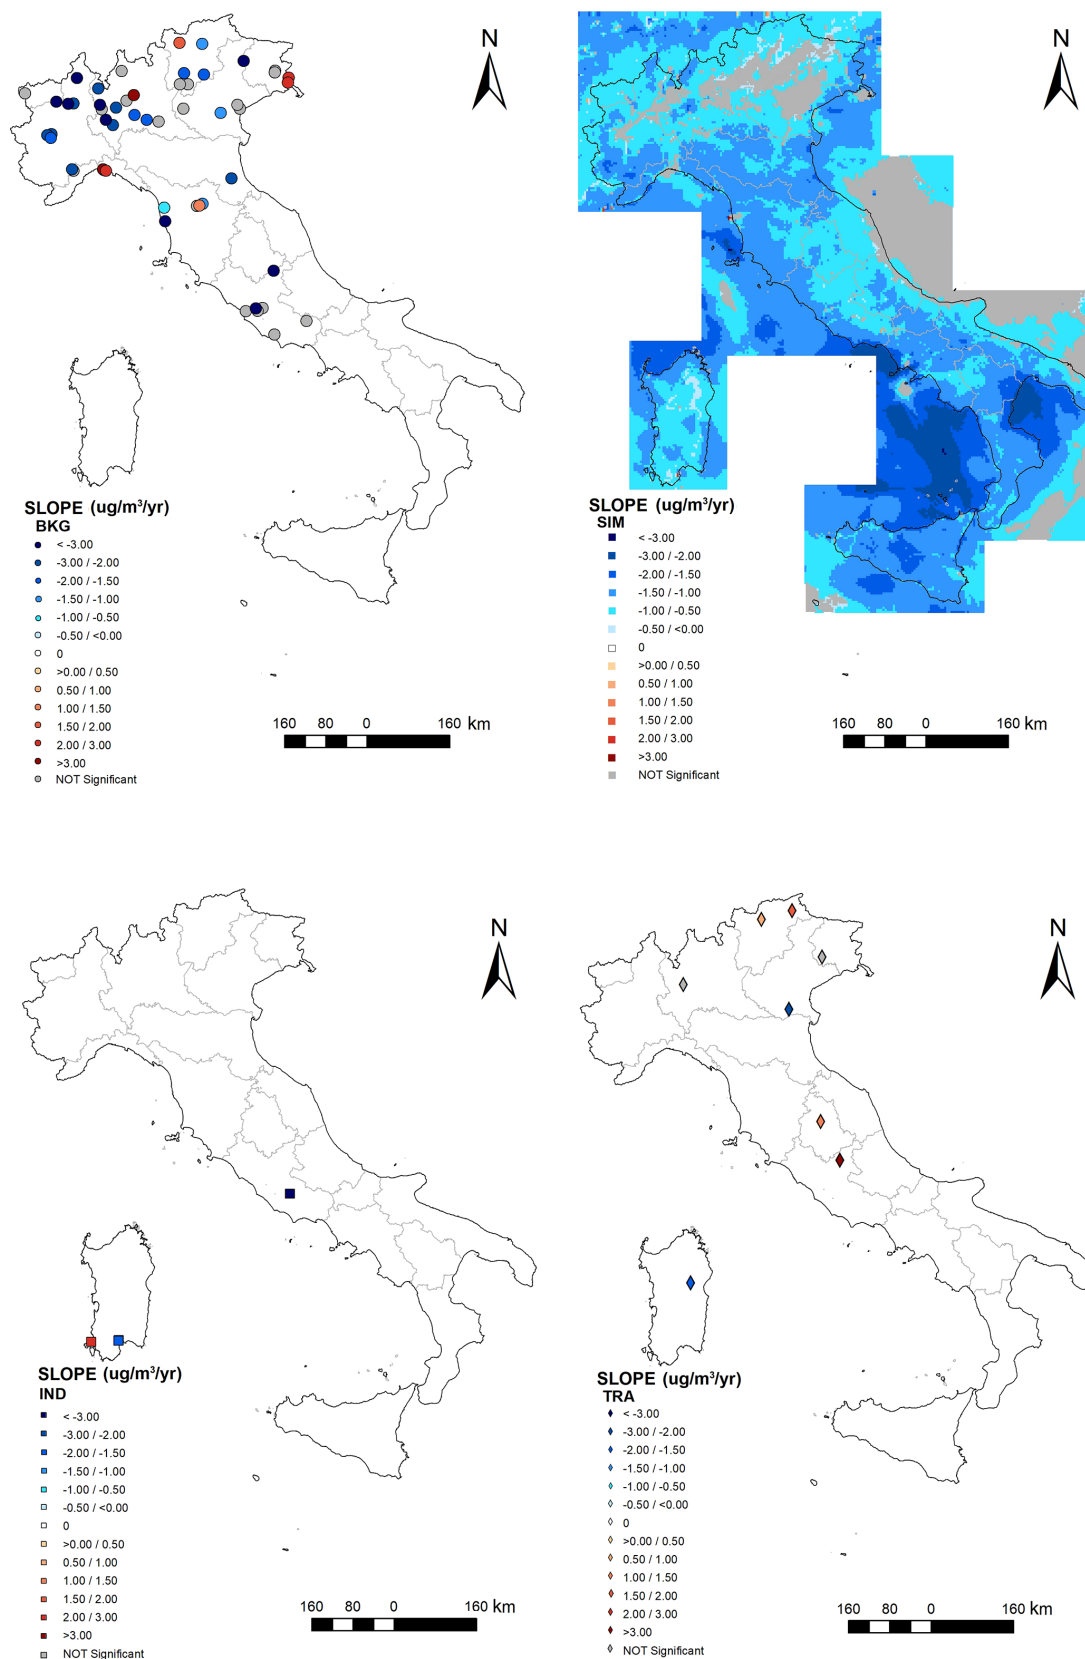 N
SLOPE (ug/m³/yr)
BKG
< -3.00
-3.00 / -2.00
-2.00 / -1.50
-1.50 / -1.00
-1.00 / -0.50
-0.50 / <0.00
0
>0.00 / 0.50
0.50 / 1.00
1.00 / 1.50
1.50 / 2.00
2.00 / 3.00
>3.00
NOT Significant
160 80 0 160 km
N
SLOPE (ug/m³/yr)
SIM
< -3.00
-3.00 / -2.00
-2.00 / -1.50
-1.50 / -1.00
-1.00 / -0.50
-0.50 / <0.00
0
>0.00 / 0.50
0.50 / 1.00
1.00 / 1.50
1.50 / 2.00
2.00 / 3.00
>3.00
NOT Significant
160 80 0 160 km
N
SLOPE (ug/m³/yr)
IND
< -3.00
-3.00 / -2.00
-2.00 / -1.50
-1.50 / -1.00
-1.00 / -0.50
-0.50 / <0.00
0
>0.00 / 0.50
0.50 / 1.00
1.00 / 1.50
1.50 / 2.00
2.00 / 3.00
>3.00
NOT Significant
160 80 0 160 km
N
SLOPE (ug/m³/yr)
TRA
< -3.00
-3.00 / -2.00
-2.00 / -1.50
-1.50 / -1.00
-1.00 / -0.50
-0.50 / <0.00
0
>0.00 / 0.50
0.50 / 1.00
1.00 / 1.50
1.50 / 2.00
2.00 / 3.00
>3.00
NOT Significant
160 80 0 160 km